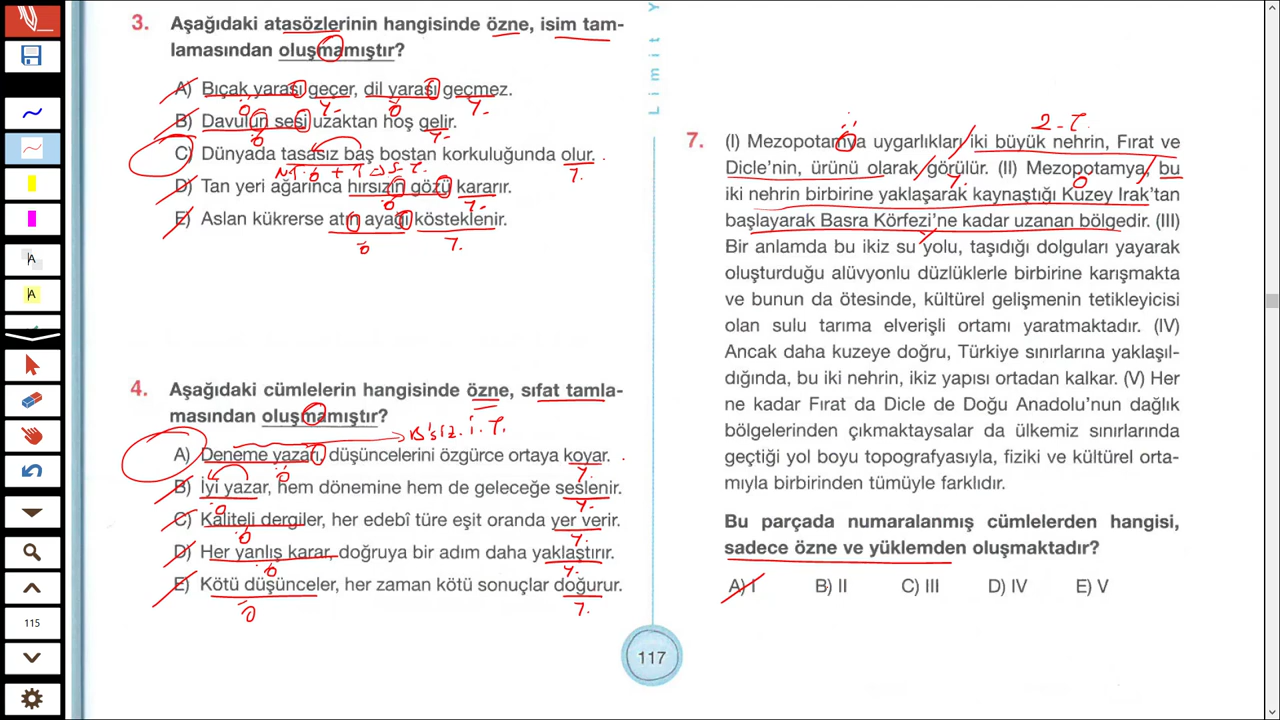 3. Aşağıdaki atasözlerinin hangisinde özne, isim tam-
lamasından oluşmamıştır?
A) Bıçak yarası geçer, dil yarası geçmez.
B) Davulun sesi uzaktan hoş gelir.
C) Dünyada tasasız baş bostan korkuluğunda olur.
D) Tan yeri ağarınca hırsızın gözü kararır.
E) Aslan kükrerse atın ayağı kösteklenir.
4. Aşağıdaki cümlelerin hangisinde özne, sıfat tamla-
masından oluşmamıştır?
B'siz. İ. T.
A) Deneme yazarı, düşüncelerini özgürce ortaya koyar.
B) İyi yazar, hem dönemine hem de geleceğe seslenir.
C) Kaliteli dergiler, her edebî türe eşit oranda yer verir.
D) Her yanlış karar, doğruya bir adım daha yaklaştırır.
E) Kötü düşünceler, her zaman kötü sonuçlar doğurur.
Limit Y
7. (I) Mezopotamya uygarlıkları iki büyük nehrin, Fırat ve
Dicle'nin, ürünü olarak görülür. (II) Mezopotamya, bu
iki nehrin birbirine yaklaşarak kaynaştığı Kuzey Irak'tan
başlayarak Basra Körfezi'ne kadar uzanan bölgedir. (III)
Bir anlamda bu ikiz su yolu, taşıdığı dolguları yayarak
oluşturduğu alüvyonlu düzlüklerle birbirine karışmakta
ve bunun da ötesinde, kültürel gelişmenin tetikleyicisi
olan sulu tarıma elverişli ortamı yaratmaktadır. (IV)
Ancak daha kuzeye doğru, Türkiye sınırlarına yaklaşıl-
dığında, bu iki nehrin, ikiz yapısı ortadan kalkar. (V) Her
ne kadar Fırat da Dicle de Doğu Anadolu'nun dağlık
bölgelerinden çıkmaktaysalar da ülkemiz sınırlarında
geçtiği yol boyu topografyasıyla, fiziki ve kültürel orta-
mıyla birbirinden tümüyle farklıdır.
Bu parçada numaralanmış cümlelerden hangisi,
sadece özne ve yüklemden oluşmaktadır?
A) I B) II C) III D) IV E) V
117
115